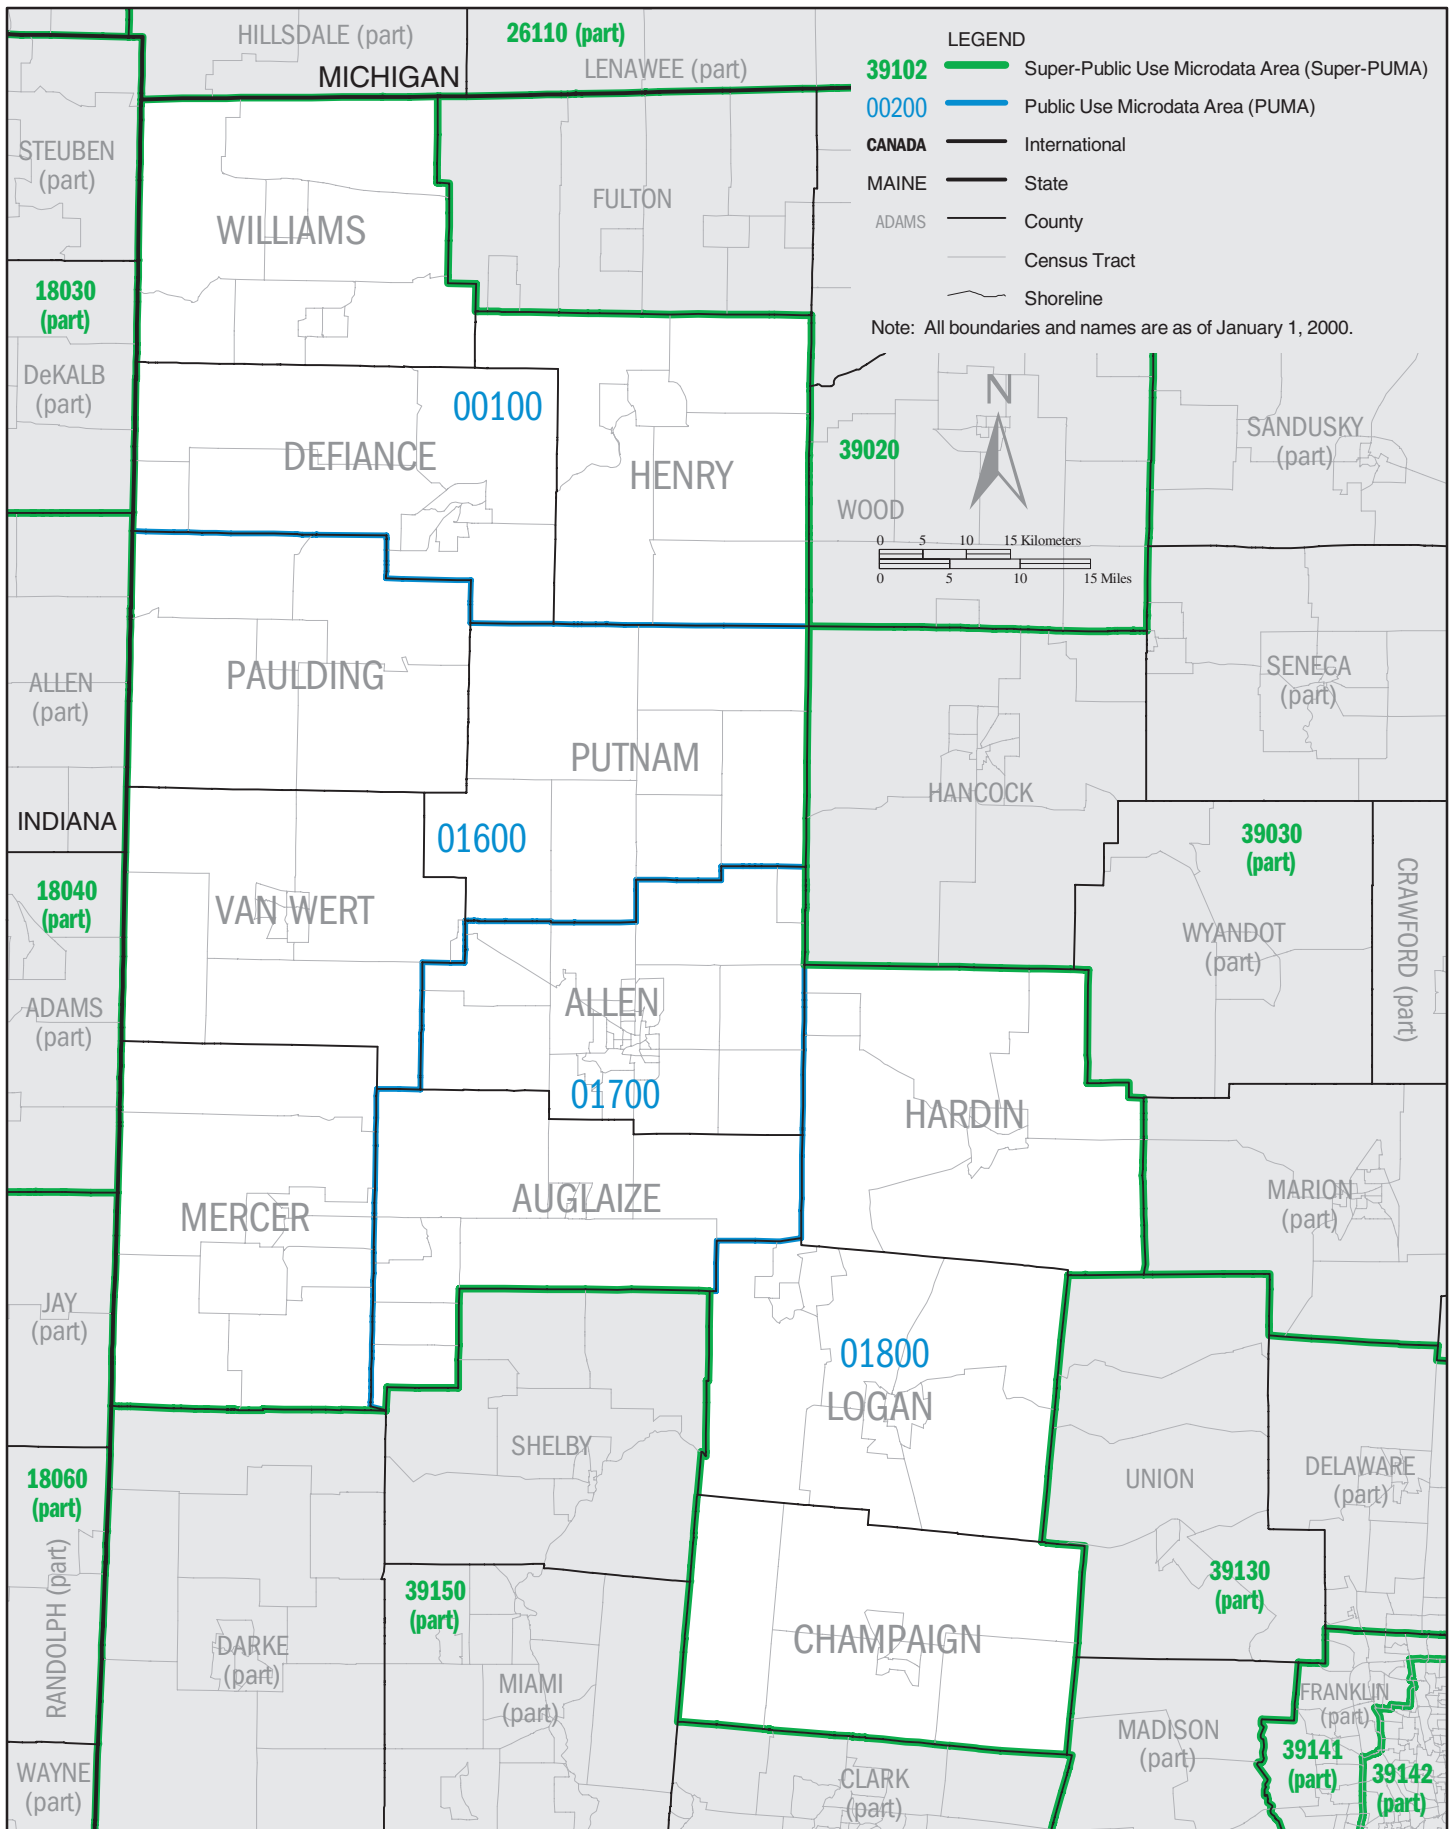 HILLSDALE (part)
26110 (part)
LENAWEE (part)
MICHIGAN
LEGEND
39102 Super-Public Use Microdata Area (Super-PUMA)
00200 Public Use Microdata Area (PUMA)
CANADA International
MAINE State
ADAMS County
Census Tract
Shoreline
Note: All boundaries and names are as of January 1, 2000.
STEUBEN
(part)
WILLIAMS
FULTON
18030
(part)
DeKALB
(part)
00100
DEFIANCE
HENRY
39020
WOOD
N
0 5 10 15 Kilometers
0 5 10 15 Miles
SANDUSKY
(part)
ALLEN
(part)
PAULDING
PUTNAM
SENECA
(part)
HANCOCK
INDIANA
01600
39030
(part)
CRAWFORD (part)
18040
(part)
VAN WERT
WYANDOT
(part)
ADAMS
(part)
ALLEN
01700
HARDIN
MERCER
AUGLAIZE
MARION
(part)
JAY
(part)
01800
LOGAN
SHELBY
UNION
DELAWARE
(part)
18060
(part)
RANDOLPH (part)
39150
(part)
39130
(part)
DARKE
(part)
CHAMPAIGN
MIAMI
(part)
FRANKLIN
(part)
MADISON
(part)
39141
(part)
39142
(part)
WAYNE
(part)
CLARK
(part)